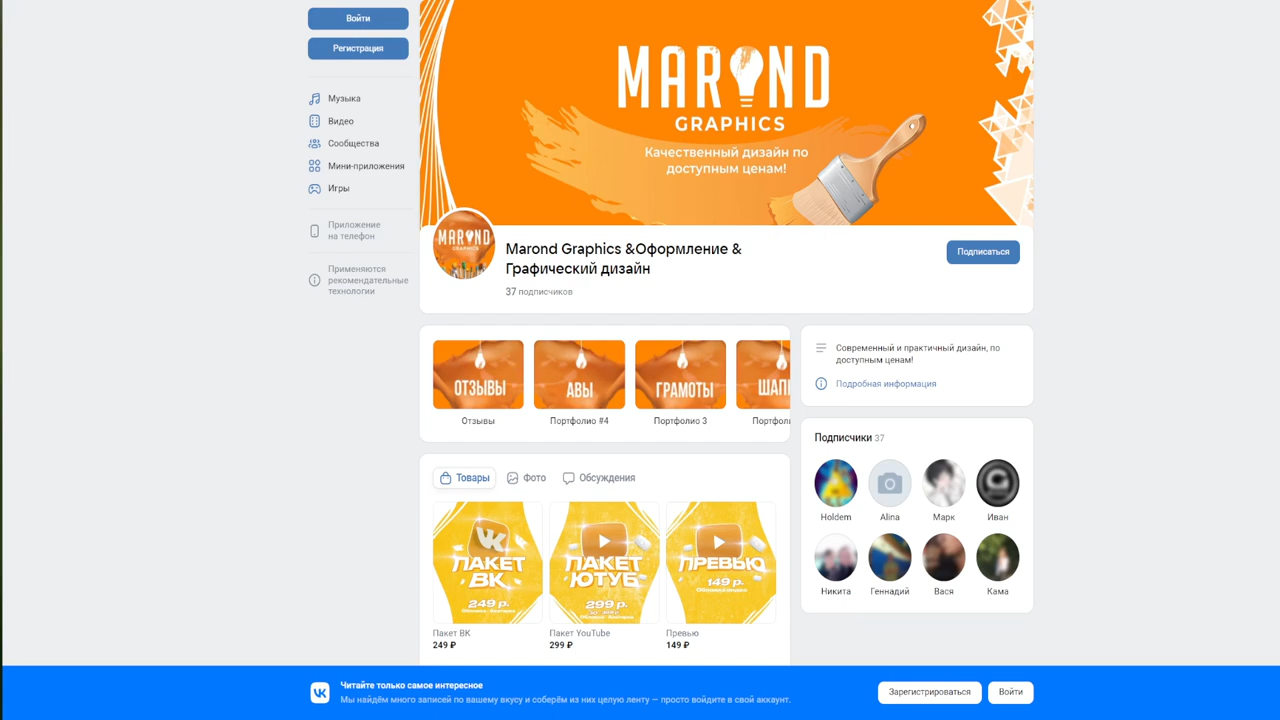 Войти
Регистрация
Музыка
Видео
Сообщества
Мини-приложения
Игры
Приложение
на телефон
Применяются
рекомендательные
технологии
MAROND
GRAPHICS
Качественный дизайн по
доступным ценам!
MAROND
GRAPHICS
Marond Graphics &Оформление &
Графический дизайн
37 подписчиков
Подписаться
ОТЗЫВЫ
АВЫ
ГРАМОТЫ
ШАП
Отзывы
Портфолио #4
Портфолио 3
Портфол
Современный и практичный дизайн, по
доступным ценам!
Подробная информация
Подписчики 37
Holdem
Alina
Марк
Иван
Никита
Геннадий
Вася
Кама
Товары
Фото
Обсуждения
ПАКЕТ
ВК
249 р.
ПАКЕТ
ЮТУБ
299 р.
ПРЕВЬЮ
149 р.
Пакет ВК
249 ₽
Пакет YouTube
299 ₽
Превью
149 ₽
Читайте только самое интересное
Мы найдём много записей по вашему вкусу и соберём из них целую ленту — просто войдите в свой аккаунт.
Зарегистрироваться
Войти